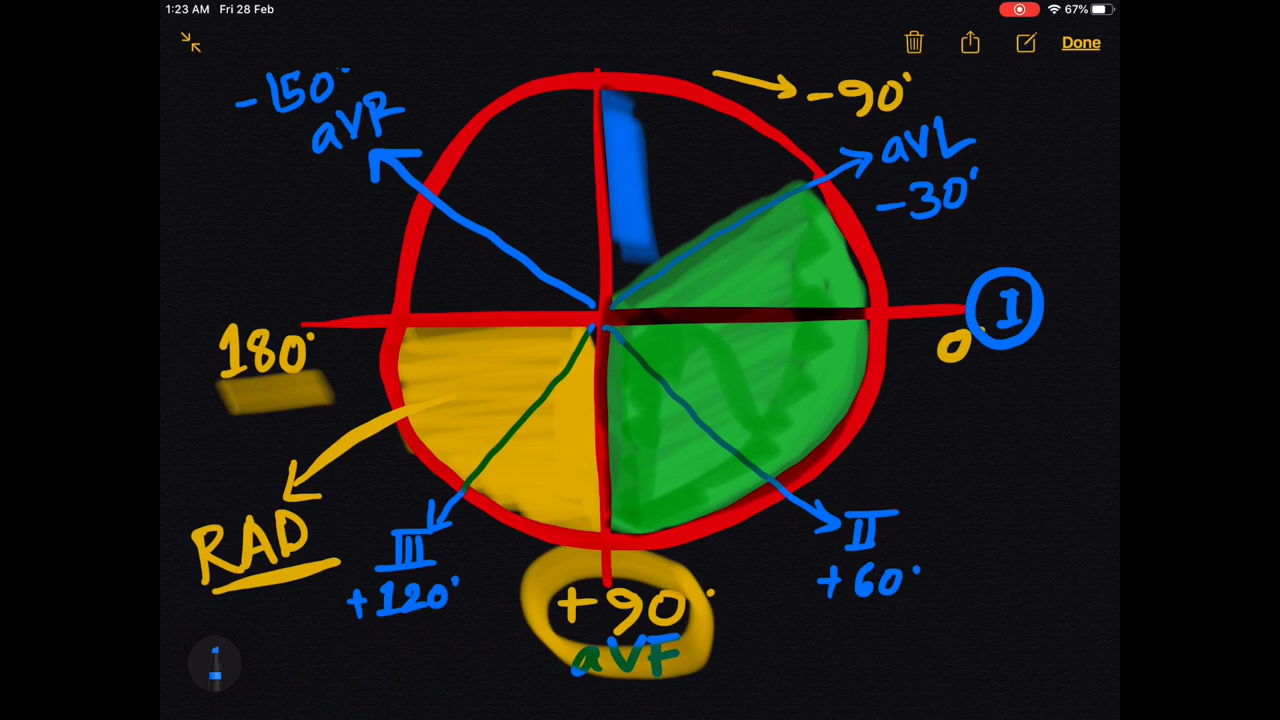 1:23 AM Fri 28 Feb
67%
Done
-150°
aVR
-90°
aVL
-30°
I
0°
180°
RAD
III
+120°
+90°
aVF
II
+60°
N